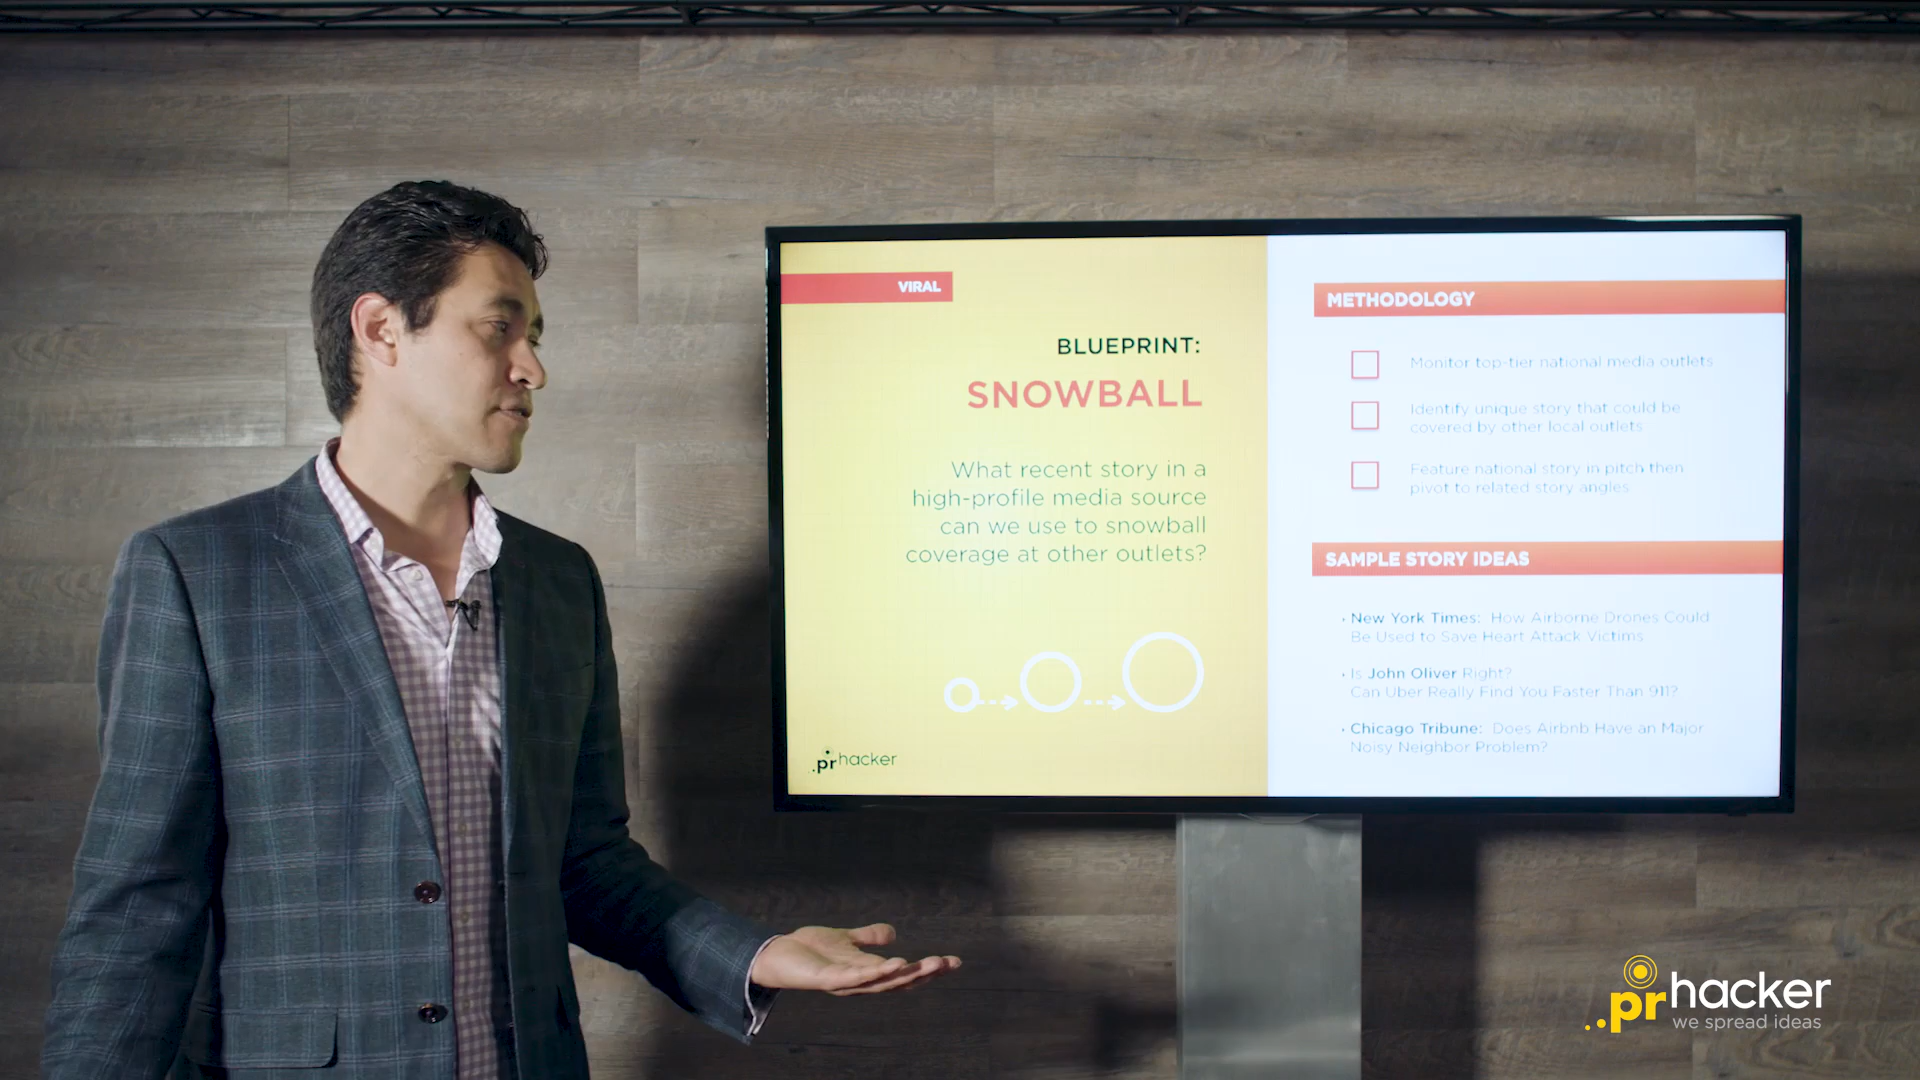 VIRAL
BLUEPRINT:
SNOWBALL
What recent story in a
high-profile media source
can we use to snowball
coverage at other outlets?
..prhacker
METHODOLOGY
Monitor top-tier national media outlets
Identify unique story that could be
covered by other local outlets
Feature national story in pitch then
pivot to related story angles
SAMPLE STORY IDEAS
• New York Times: How Airborne Drones Could
Be Used to Save Heart Attack Victims
• Is John Oliver Right?
Can Uber Really Find You Faster Than 911?
• Chicago Tribune: Does Airbnb Have an Major
Noisy Neighbor Problem?
..prhacker
we spread ideas